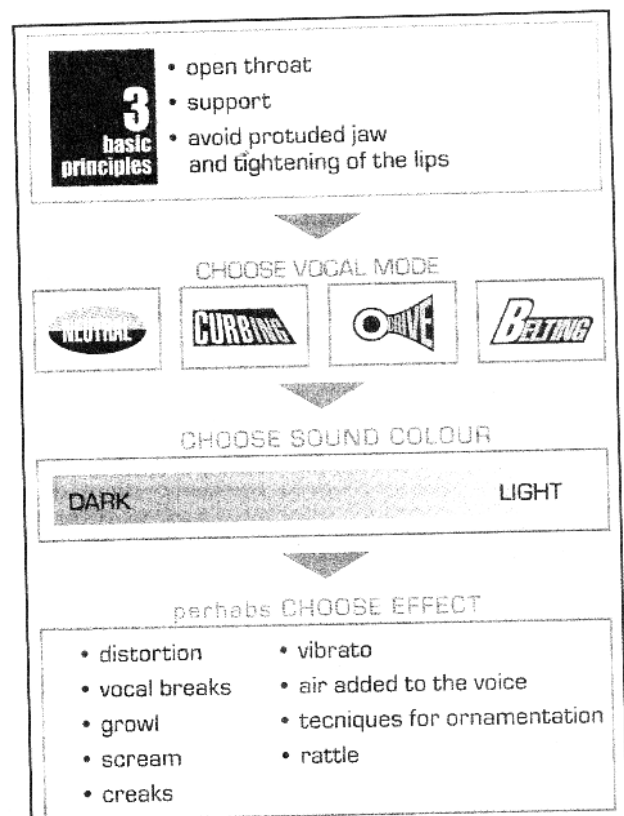 3
basic
principles
• open throat
• support
• avoid protuded jaw
and tightening of the lips
CHOOSE VOCAL MODE
NEUTRAL
CURBING
DRIVE
BELTING
CHOOSE SOUND COLOUR
DARK
LIGHT
perhabs CHOOSE EFFECT
• distortion
• vocal breaks
• growl
• scream
• creaks
• vibrato
• air added to the voice
• tecniques for ornamentation
• rattle